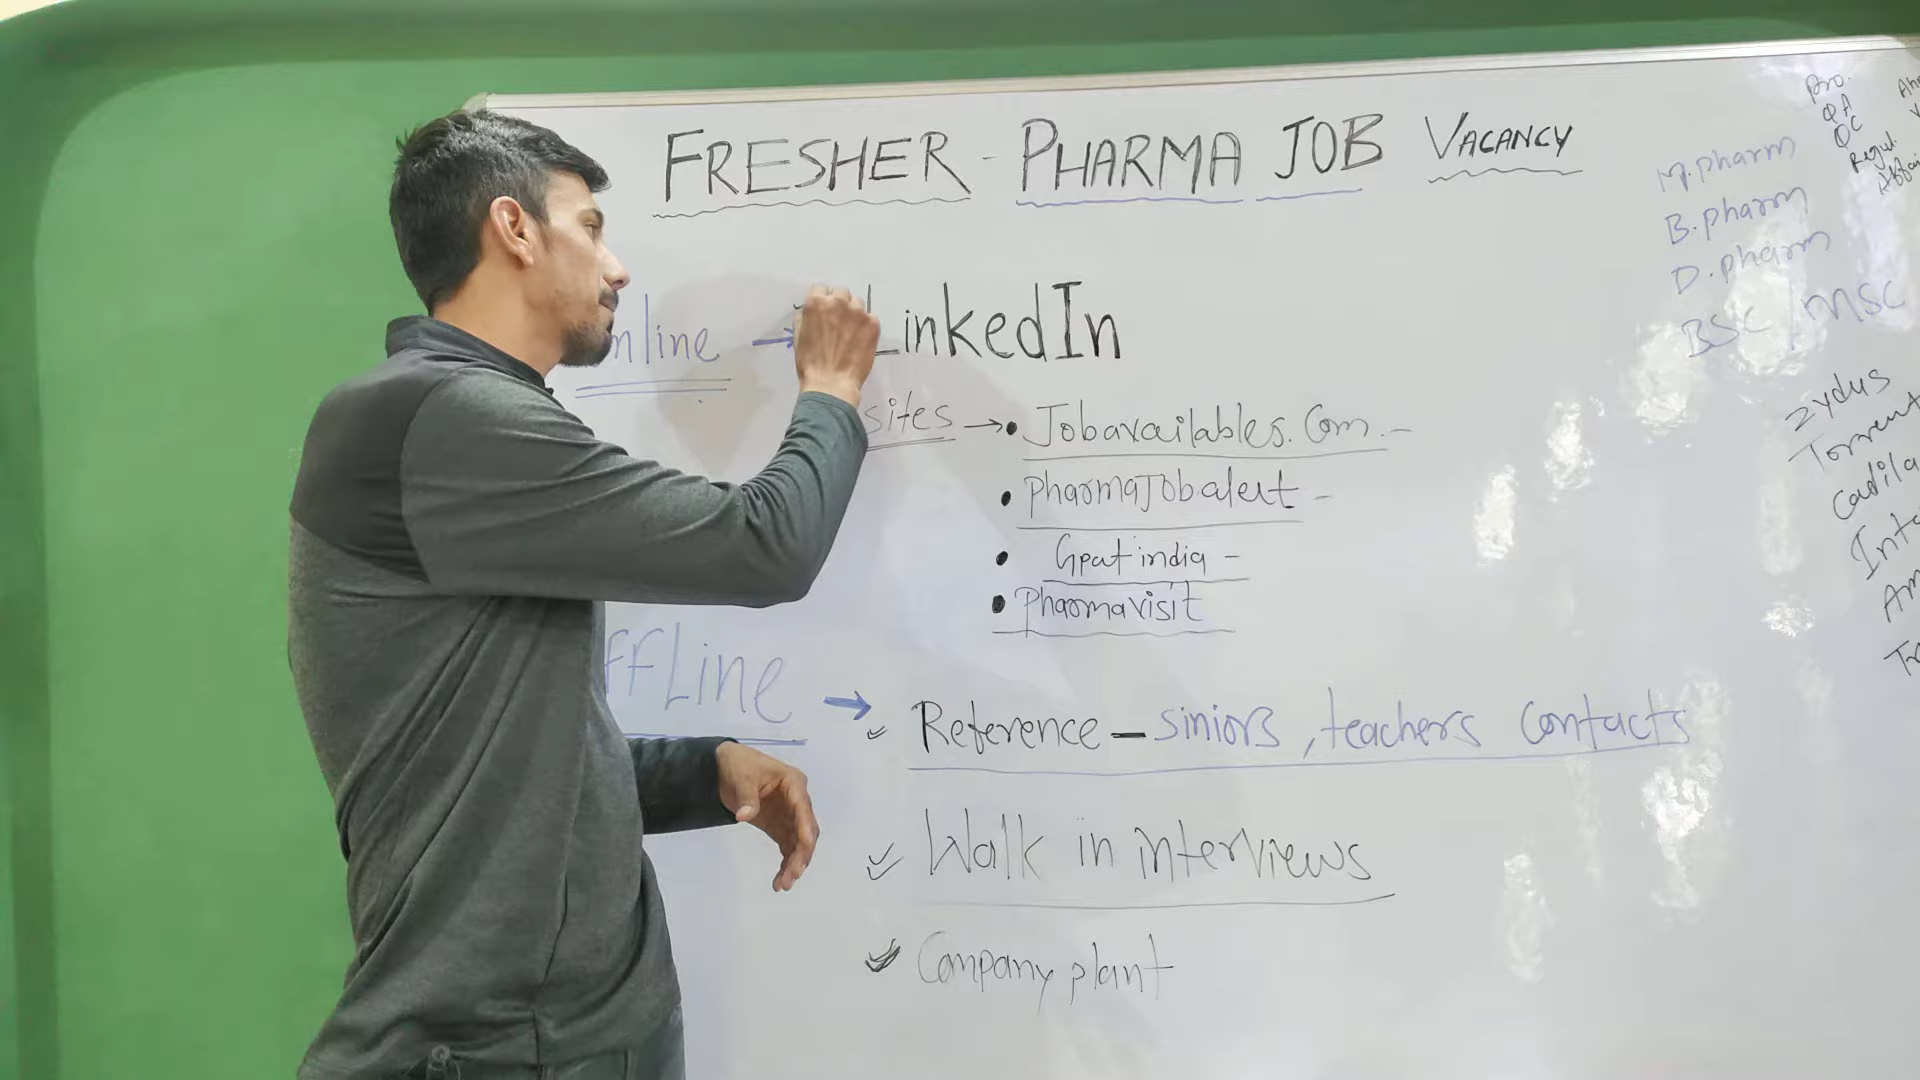 FRESHER - PHARMA JOB VACANCY
nline → LinkedIn
sites → • Jobavailables.Com. -
• PharmaJobalert -
• Gpat india -
• Pharmavisit
ffLine → Reference - siniors, teachers contacts
Walk in interviews
Company plant
Pro.
QA
QC
Regul.
M.pharm
B.pharm
D.pharm
BSC / MSC
Zydus
Torrent